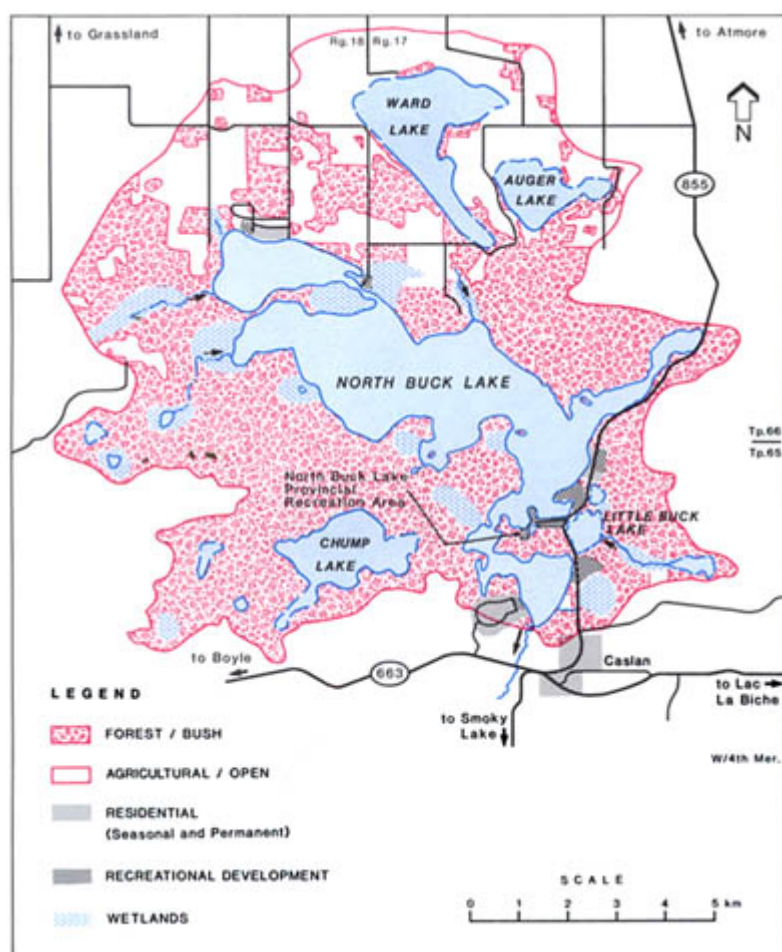 to Grassland
Rg.18 Rg.17
to Atmore
N
WARD
LAKE
AUGER
LAKE
855
NORTH BUCK LAKE
Tp.66
Tp.65
North Buck Lake
Provincial
Recreation Area
LITTLE BUCK
LAKE
CHUMP
LAKE
to Boyle
663
Caslan
to Lac
La Biche
to Smoky
Lake
W/4th Mer.
LEGEND
FOREST / BUSH
AGRICULTURAL / OPEN
RESIDENTIAL
(Seasonal and Permanent)
RECREATIONAL DEVELOPMENT
WETLANDS
SCALE
0 1 2 3 4 5 km